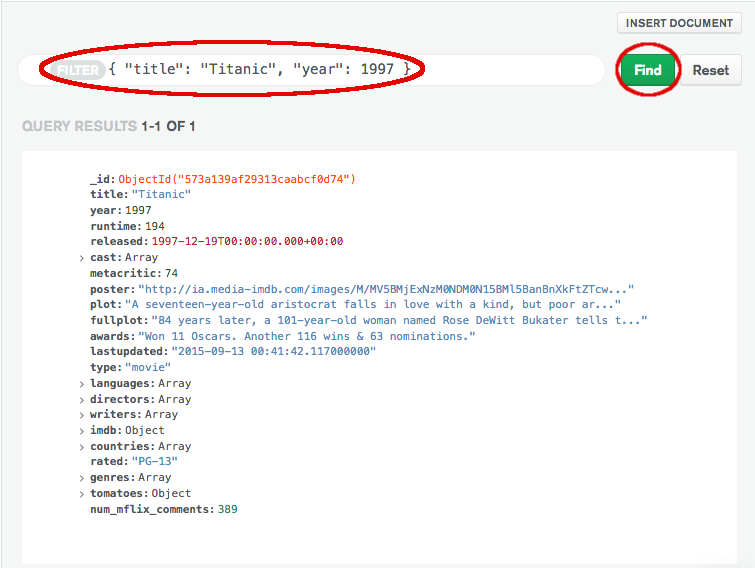 INSERT DOCUMENT
FILTER { "title": "Titanic", "year": 1997 } Find Reset
QUERY RESULTS 1-1 OF 1
_id: ObjectId("573a139af29313caabcf0d74")
title: "Titanic"
year: 1997
runtime: 194
released: 1997-12-19T00:00:00.000+00:00
cast: Array
metacritic: 74
poster: "http://ia.media-imdb.com/images/M/MV5BMjExNzM0NDM0N15BMl5BanBnXkFtZTcw..."
plot: "A seventeen-year-old aristocrat falls in love with a kind, but poor ar..."
fullplot: "84 years later, a 101-year-old woman named Rose DeWitt Bukater tells t..."
awards: "Won 11 Oscars. Another 116 wins & 63 nominations."
lastupdated: "2015-09-13 00:41:42.117000000"
type: "movie"
languages: Array
directors: Array
writers: Array
imdb: Object
countries: Array
rated: "PG-13"
genres: Array
tomatoes: Object
num_mflix_comments: 389